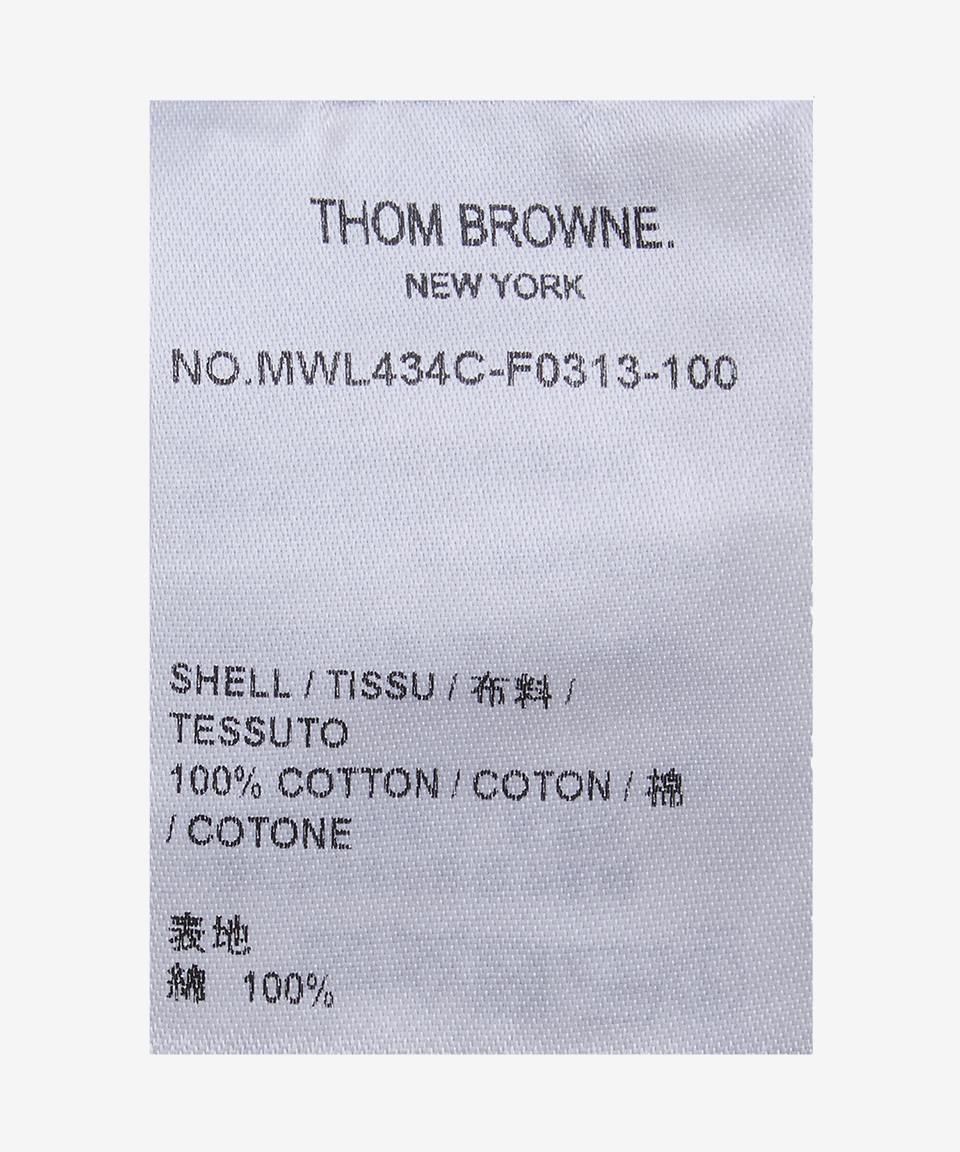 THOM BROWNE.
NEW YORK
NO.MWL434C-F0313-100
SHELL / TISSU / 布料 /
TESSUTO
100% COTTON / COTON / 棉
/ COTONE
表地
綿 100%